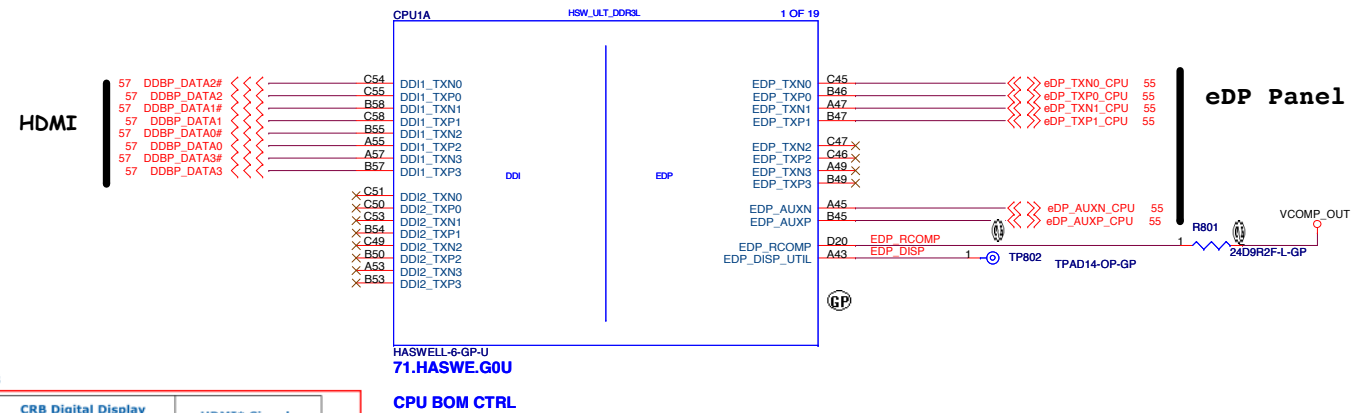 CPU1A HSW_ULT_DDR3L 1 OF 19
HDMI
57 DDBP_DATA2# C54 DDI1_TXN0
57 DDBP_DATA2 C55 DDI1_TXP0
57 DDBP_DATA1# B58 DDI1_TXN1
57 DDBP_DATA1 C58 DDI1_TXP1
57 DDBP_DATA0# B55 DDI1_TXN2
57 DDBP_DATA0 A55 DDI1_TXP2
57 DDBP_DATA3# A57 DDI1_TXN3
57 DDBP_DATA3 B57 DDI1_TXP3
C51 DDI2_TXN0
C50 DDI2_TXP0
C53 DDI2_TXN1
B54 DDI2_TXP1
C49 DDI2_TXN2
B50 DDI2_TXP2
A53 DDI2_TXN3
B53 DDI2_TXP3
DDI
EDP
EDP_TXN0 C45 eDP_TXN0_CPU 55
EDP_TXP0 B46 eDP_TXP0_CPU 55
EDP_TXN1 A47 eDP_TXN1_CPU 55
EDP_TXP1 B47 eDP_TXP1_CPU 55
EDP_TXN2 C47
EDP_TXP2 C46
EDP_TXN3 A49
EDP_TXP3 B49
EDP_AUXN A45 eDP_AUXN_CPU 55
EDP_AUXP B45 eDP_AUXP_CPU 55
EDP_RCOMP D20 EDP_RCOMP 1
EDP_DISP_UTIL A43 EDP_DISP 1 TP802 TPAD14-OP-GP
eDP Panel
R801
24D9R2F-L-GP
VCOMP_OUT
GP
HASWELL-6-GP-U
71.HASWE.G0U
CPU BOM CTRL
CRB Digital Display